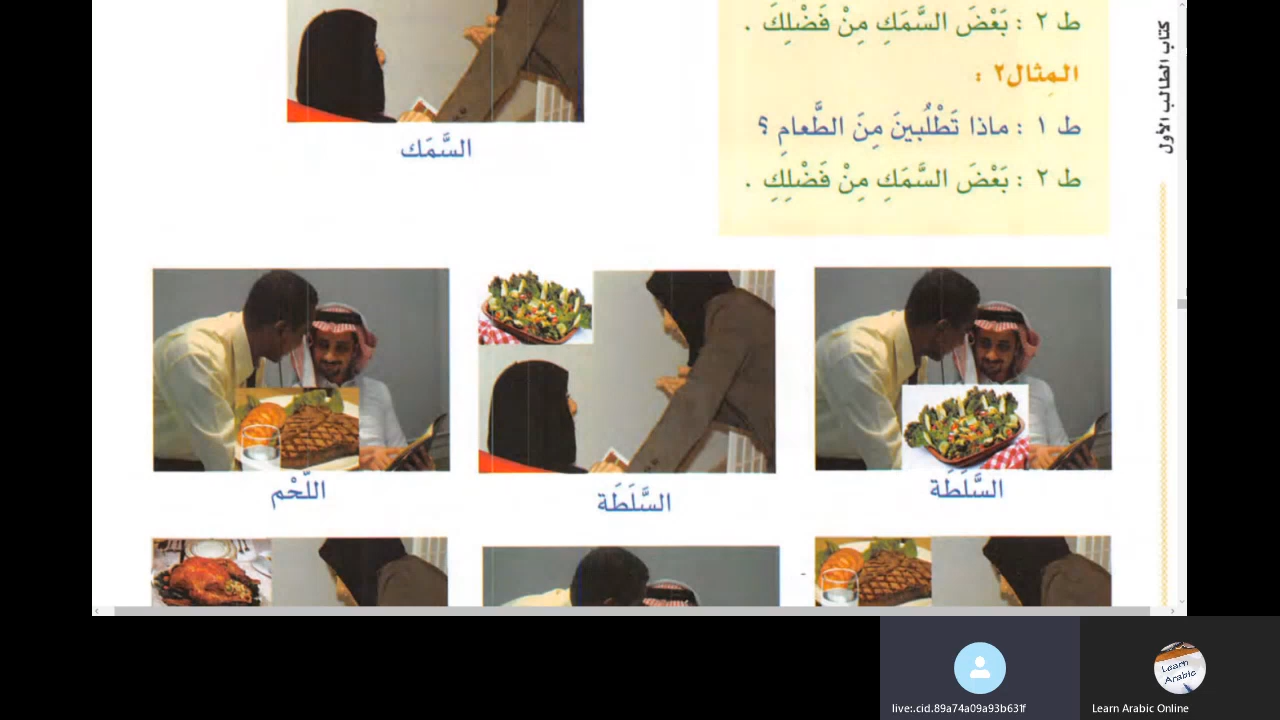 ط ٢ : بَعْضَ السَّمَكِ مِنْ فَضْلِكَ .
المِثال٢ :
ط ١ : ماذا تَطْلُبينَ مِنَ الطَّعامِ ؟
ط ٢ : بَعْضَ السَّمَكِ مِنْ فَضْلِكِ .
كتاب الطالب الأول
السَّمَك
السَّلَطَة
السَّلَطَة
اللَّحْم
live:.cid.89a74a09a93b631f
Learn Arabic
Learn Arabic Online